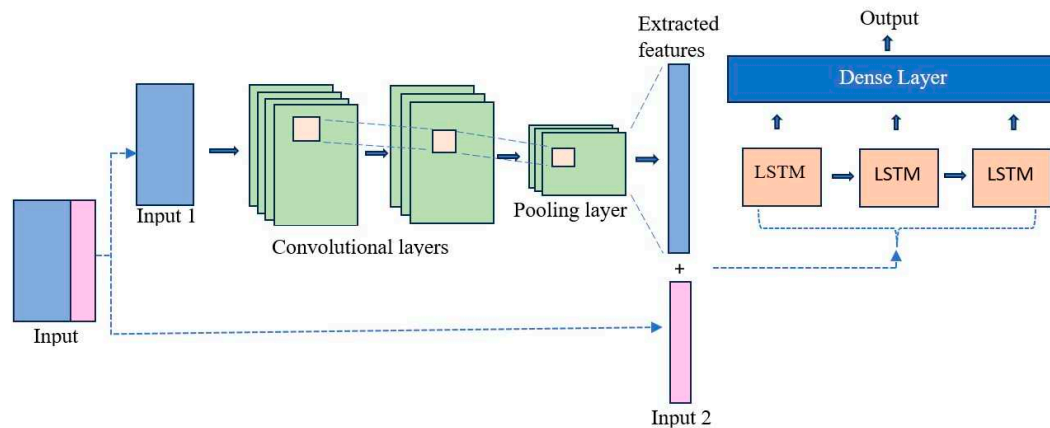 Output
Extracted
features
Dense Layer
LSTM
LSTM
LSTM
Input 1
Pooling layer
Convolutional layers
+
Input
Input 2